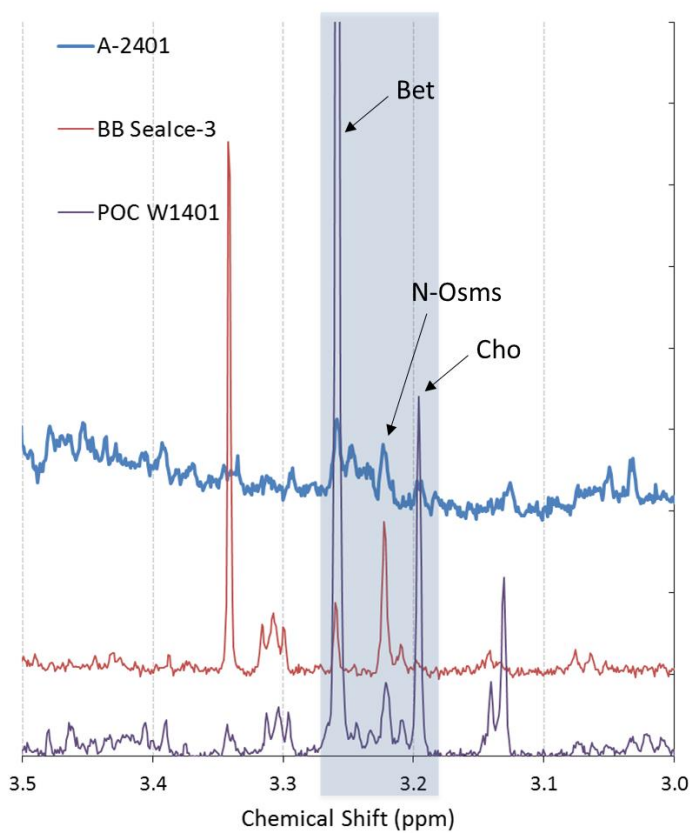 A-2401
Bet
BB SeaIce-3
POC W1401
N-Osms
Cho
3.5 3.4 3.3 3.2 3.1 3.0
Chemical Shift (ppm)